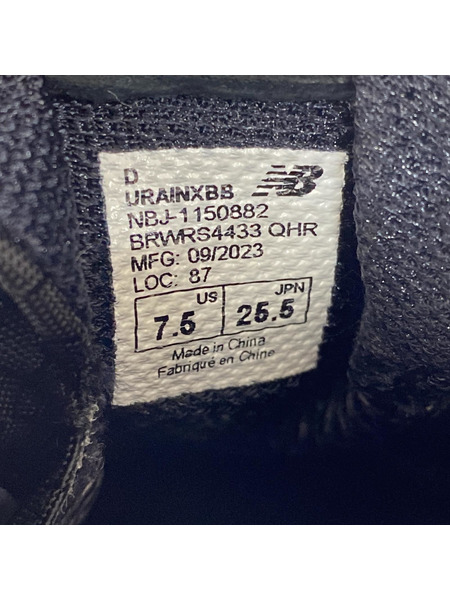 D
URAINXBB
NBJ-1150882
BRWRS4433 QHR
MFG: 09/2023
LOC: 87
US JPN
7.5 25.5
Made in China
Fabriqué en Chine